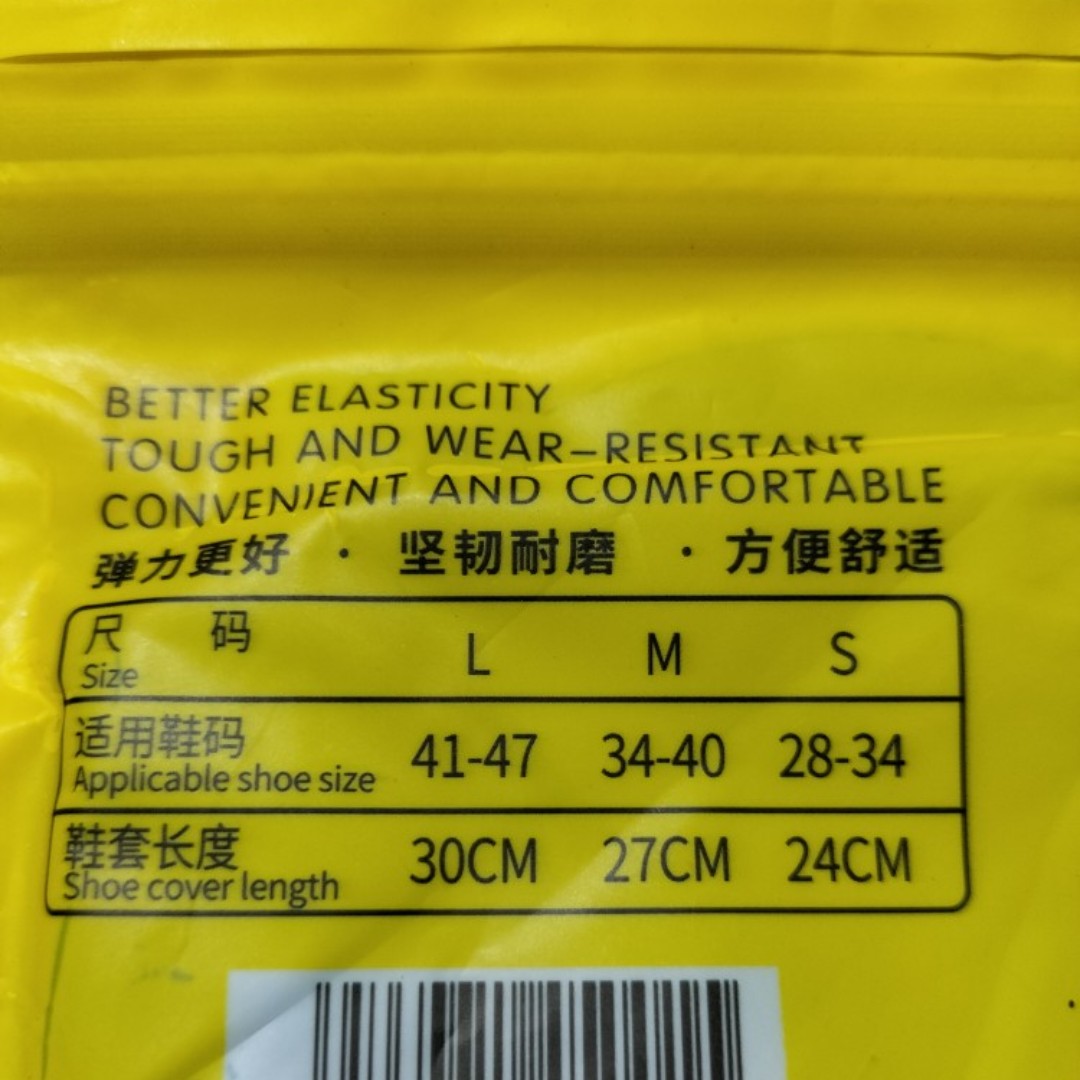 BETTER ELASTICITY
TOUGH AND WEAR-RESISTANT
CONVENIENT AND COMFORTABLE
弹力更好 · 坚韧耐磨 · 方便舒适
尺 码 L M S
Size
适用鞋码 41-47 34-40 28-34
Applicable shoe size
鞋套长度 30CM 27CM 24CM
Shoe cover length